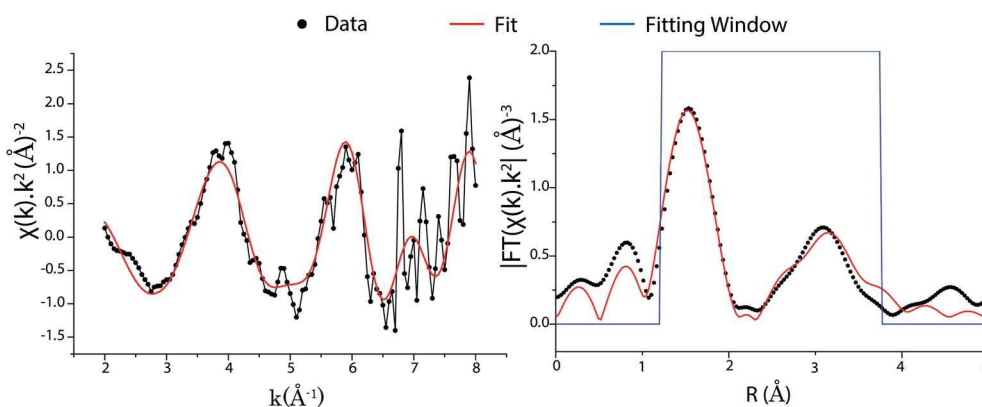 Data Fit Fitting Window
χ(k).k² (Å)⁻²
2.5
2.0
1.5
1.0
0.5
0.0
-0.5
-1.0
-1.5
2 3 4 5 6 7 8
k(Å⁻¹)
|FT(χ(k).k²| (Å)⁻³
2.0
1.5
1.0
0.5
0.0
0 1 2 3 4
R (Å)